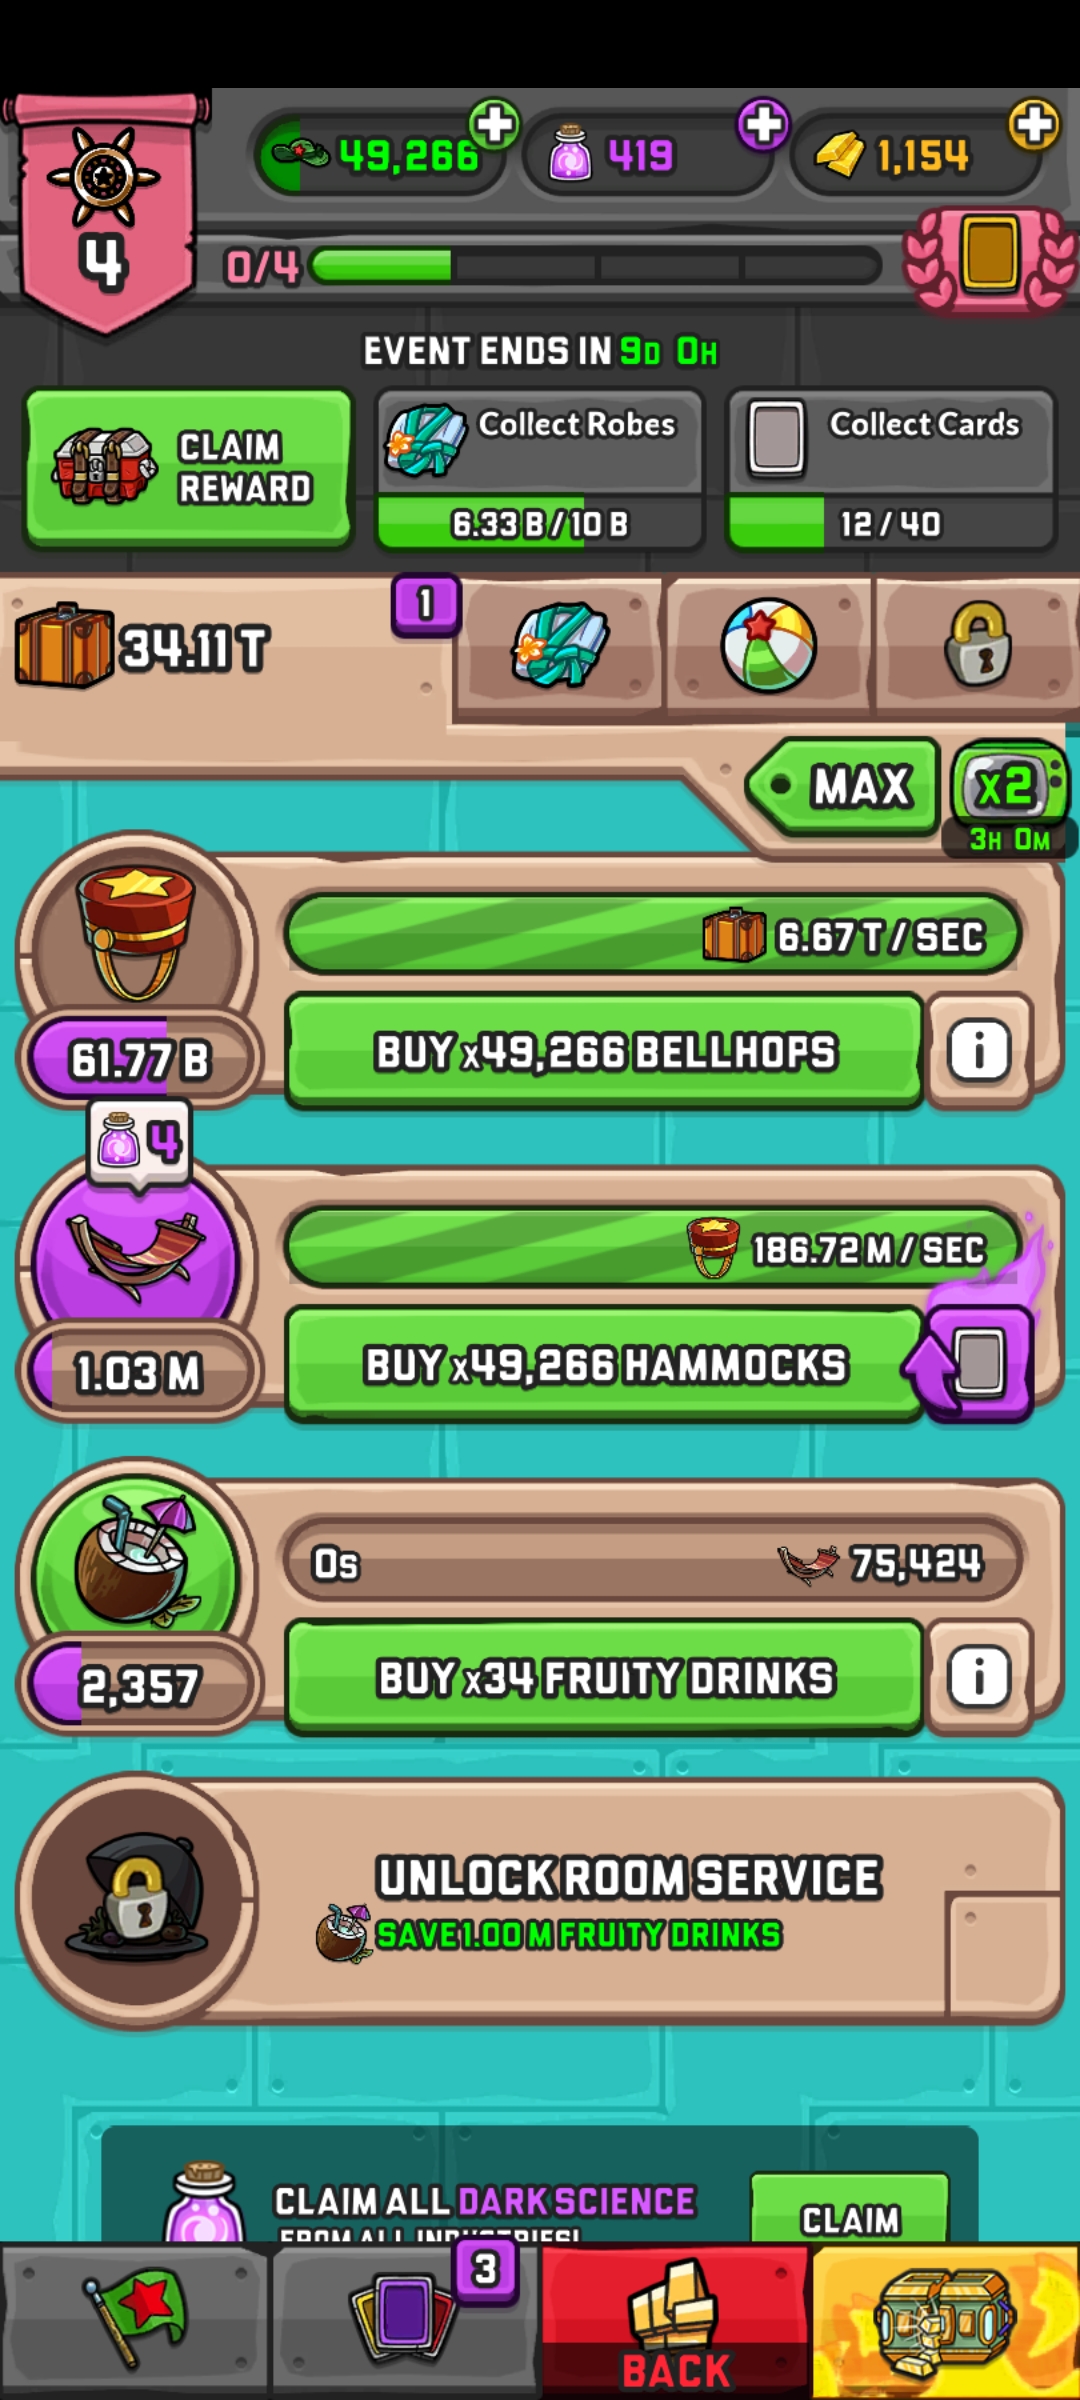 49,266
419
1,154
4
0/4
EVENT ENDS IN 9D 0H
CLAIM
REWARD
Collect Robes
6.33 B / 10 B
Collect Cards
12 / 40
34.11 T
1
MAX
x2
3H 0M
6.67 T / SEC
61.77 B
BUY x49,266 BELLHOPS
i
4
186.72 M / SEC
1.03 M
BUY x49,266 HAMMOCKS
0s
75,424
2,357
BUY x34 FRUITY DRINKS
i
UNLOCK ROOM SERVICE
SAVE 1.00 M FRUITY DRINKS
CLAIM ALL DARK SCIENCE
FROM ALL INDUSTRIES!
CLAIM
3
BACK